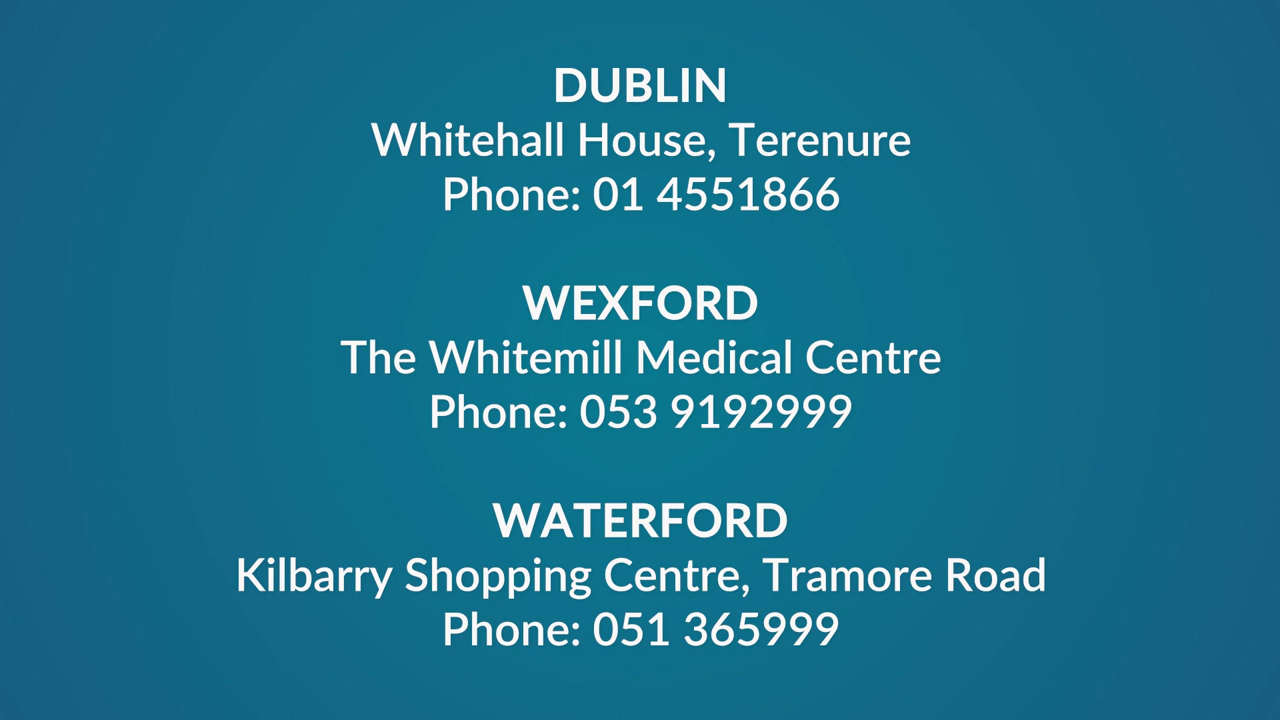 DUBLIN
Whitehall House, Terenure
Phone: 01 4551866
WEXFORD
The Whitemill Medical Centre
Phone: 053 9192999
WATERFORD
Kilbarry Shopping Centre, Tramore Road
Phone: 051 365999